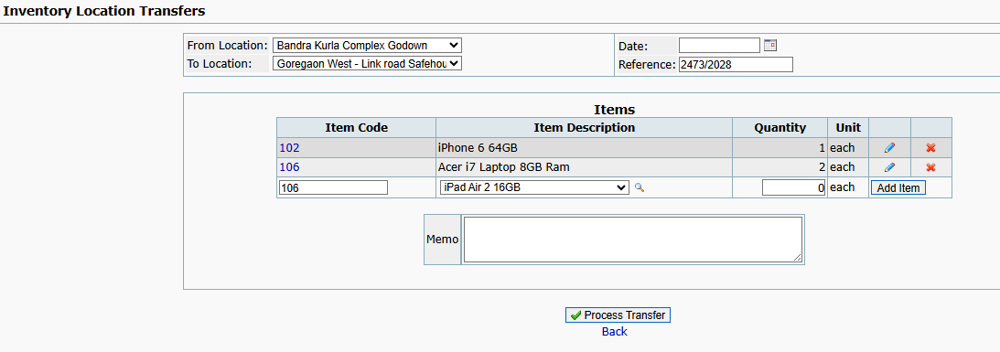 Inventory Location Transfers
From Location: Bandra Kurla Complex Godown Date:
To Location: Goregaon West - Link road Safehou Reference: 2473/2028
Items
Item Code Item Description Quantity Unit
102 iPhone 6 64GB 1 each
106 Acer i7 Laptop 8GB Ram 2 each
106 iPad Air 2 16GB 0 each Add Item
Memo
Process Transfer
Back